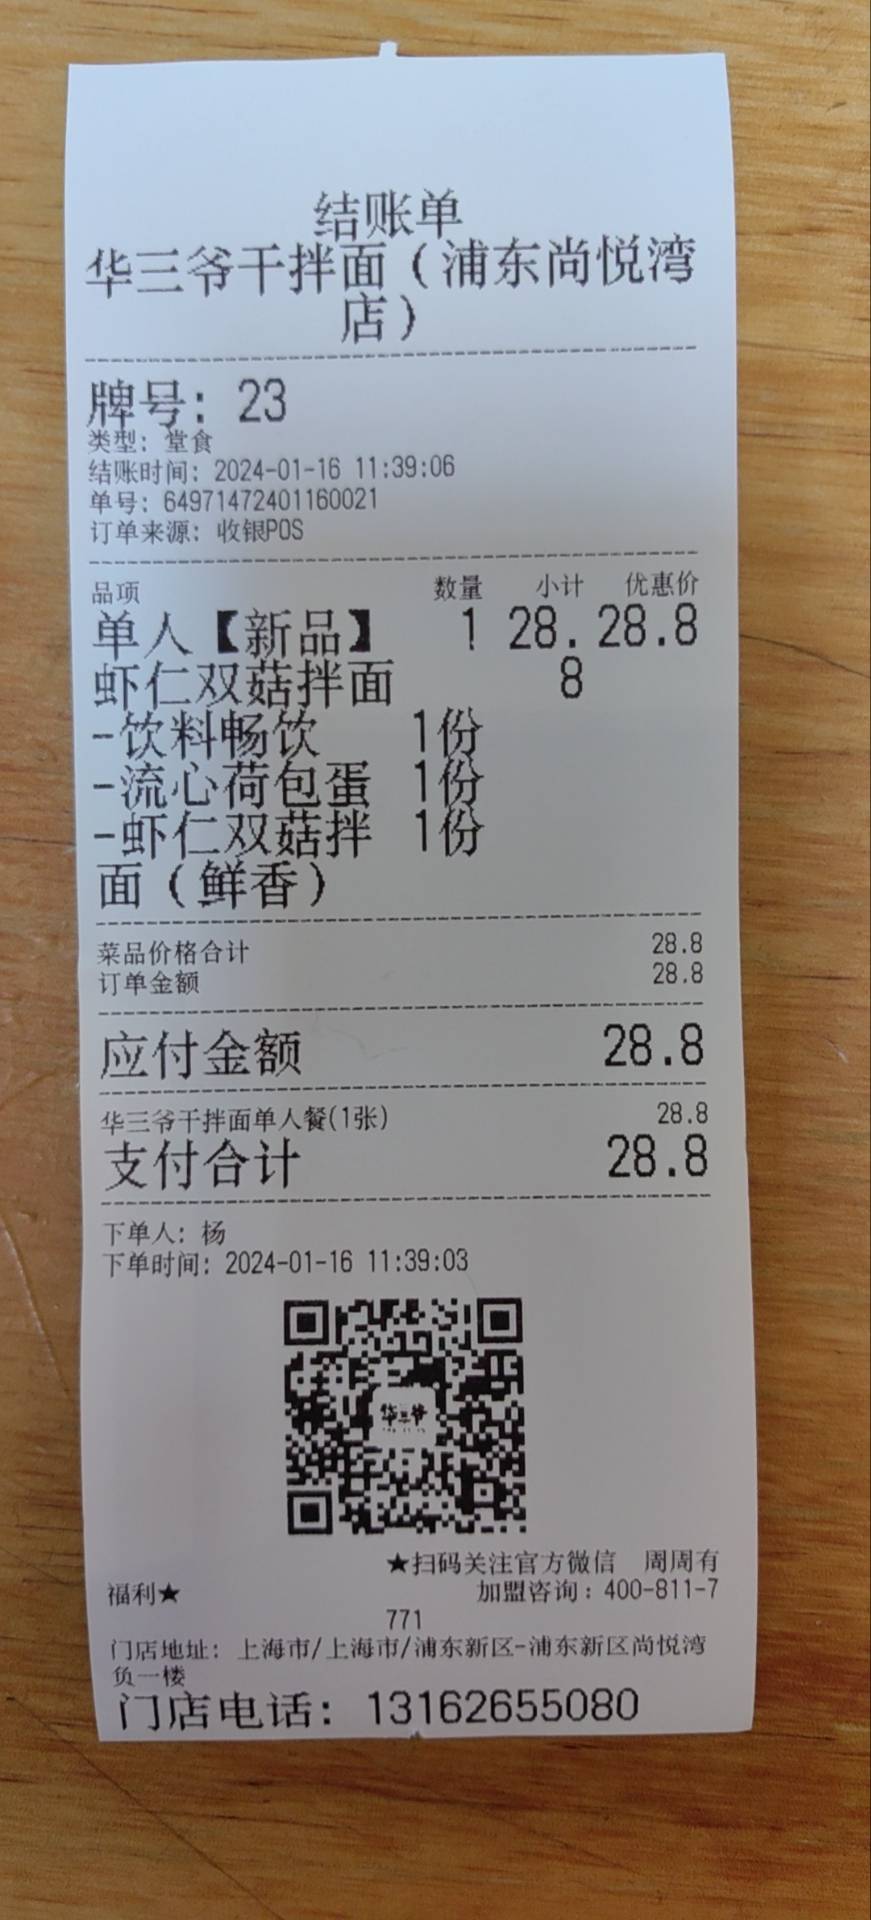 结账单
华三爷干拌面（浦东尚悦湾
店）
牌号：23
类型：堂食
结账时间：2024-01-16 11:39:06
单号：64971472401160021
订单来源：收银POS
品项 数量 小计 优惠价
单人【新品】 1 28. 28.8
虾仁双菇拌面 8
-饮料畅饮 1份
-流心荷包蛋 1份
-虾仁双菇拌 1份
面（鲜香）
菜品价格合计 28.8
订单金额 28.8
应付金额 28.8
华三爷干拌面单人餐(1张) 28.8
支付合计 28.8
下单人：杨
下单时间：2024-01-16 11:39:03
华三爷
★扫码关注官方微信 周周有
福利★ 加盟咨询：400-811-7
771
门店地址：上海市/上海市/浦东新区-浦东新区尚悦湾
负一楼
门店电话：13162655080